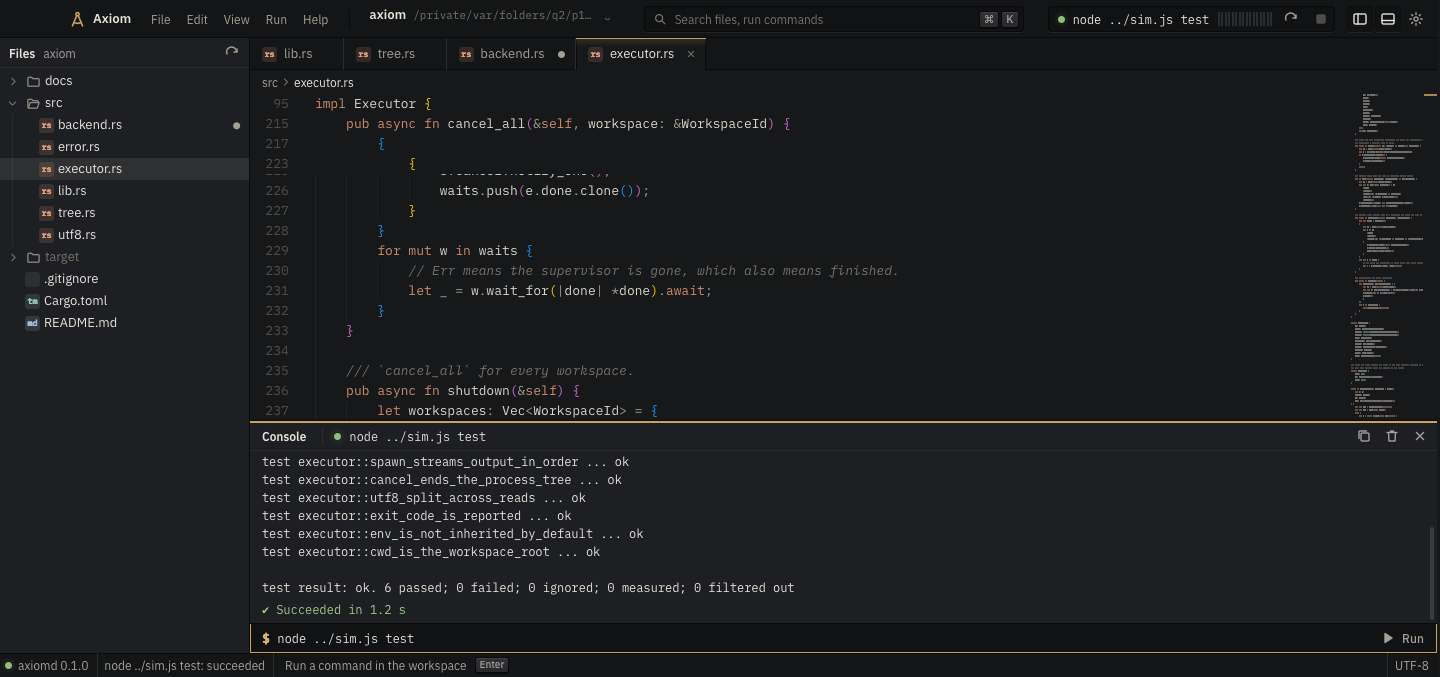 Axiom File Edit View Run Help axiom /private/var/folders/q2/p1… Search files, run commands ⌘ K node ../sim.js test
Files axiom
docs
src
backend.rs
error.rs
executor.rs
lib.rs
tree.rs
utf8.rs
target
.gitignore
Cargo.toml
README.md
lib.rs tree.rs backend.rs executor.rs
src > executor.rs
95 impl Executor {
215 pub async fn cancel_all(&self, workspace: &WorkspaceId) {
217 {
223 {
226 waits.push(e.done.clone());
227 }
228 }
229 for mut w in waits {
230 // Err means the supervisor is gone, which also means finished.
231 let _ = w.wait_for(|done| *done).await;
232 }
233 }
234
235 /// `cancel_all` for every workspace.
236 pub async fn shutdown(&self) {
237 let workspaces: Vec<WorkspaceId> = {
Console node ../sim.js test
test executor::spawn_streams_output_in_order ... ok
test executor::cancel_ends_the_process_tree ... ok
test executor::utf8_split_across_reads ... ok
test executor::exit_code_is_reported ... ok
test executor::env_is_not_inherited_by_default ... ok
test executor::cwd_is_the_workspace_root ... ok
test result: ok. 6 passed; 0 failed; 0 ignored; 0 measured; 0 filtered out
✔ Succeeded in 1.2 s
$ node ../sim.js test Run
axiomd 0.1.0 node ../sim.js test: succeeded Run a command in the workspace Enter UTF-8